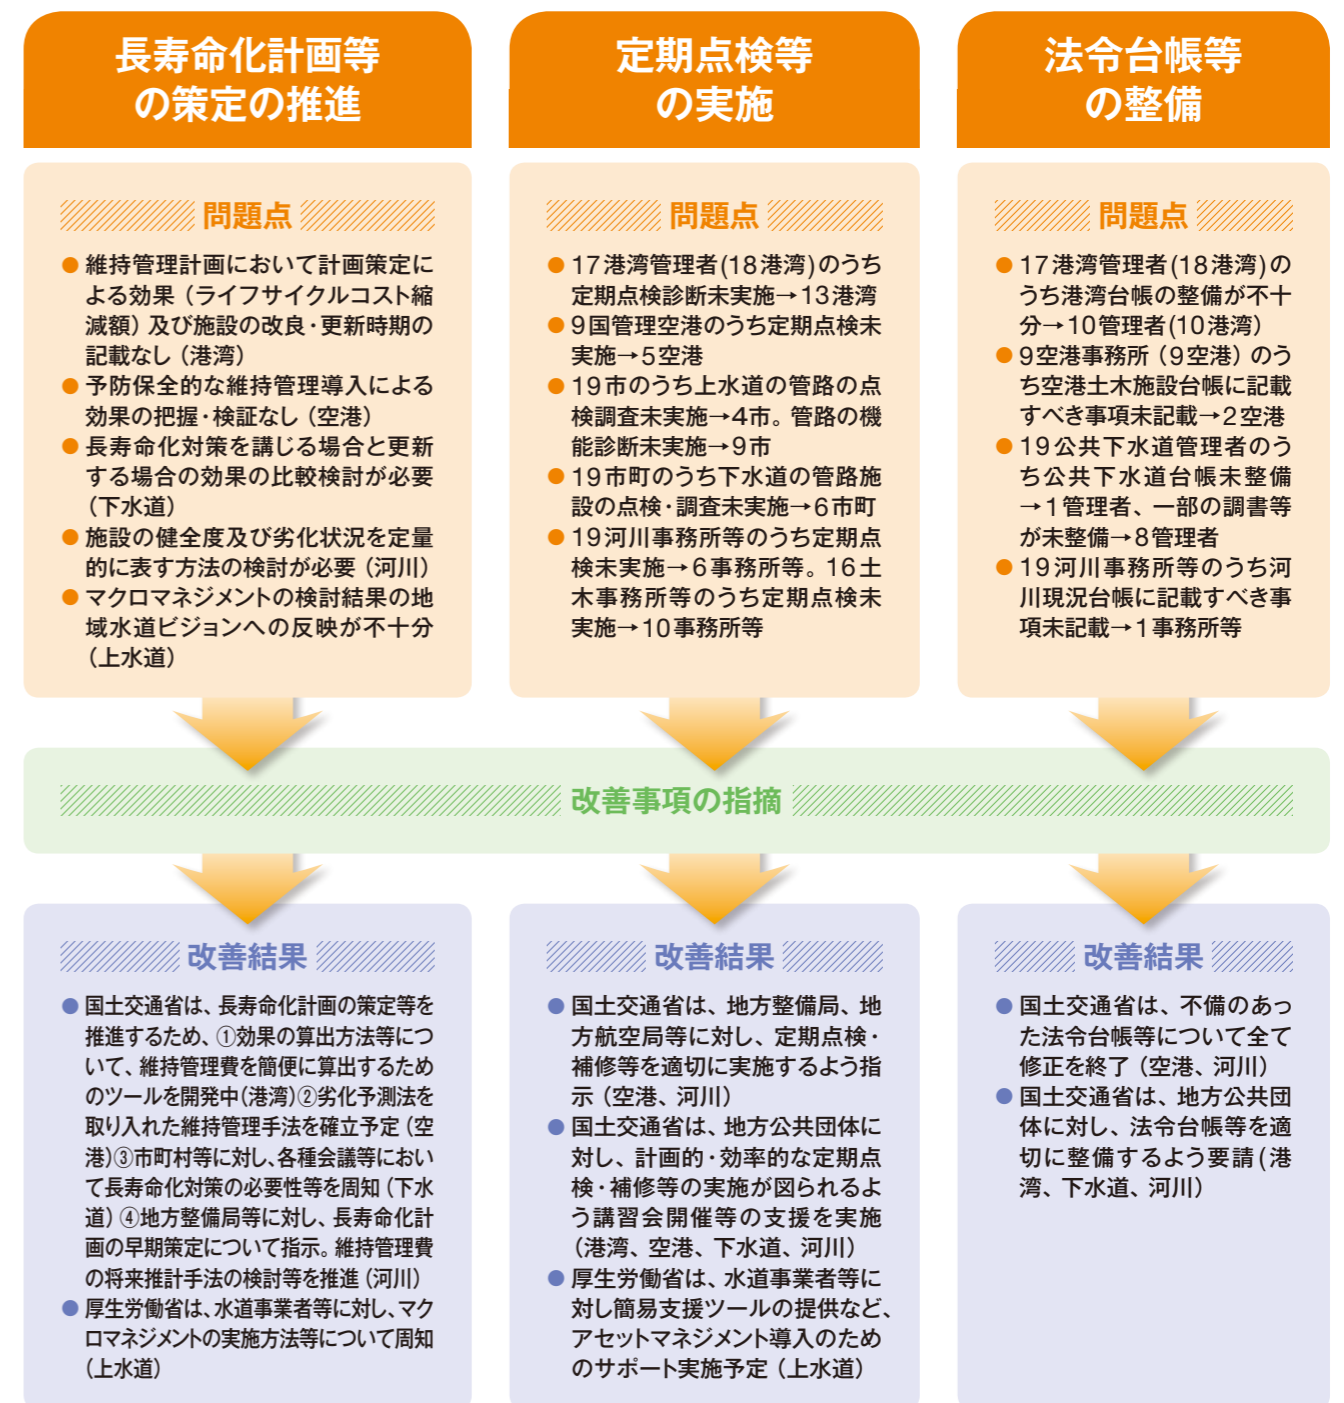 長寿命化計画等
の策定の推進
問題点
● 維持管理計画において計画策定に
よる効果（ライフサイクルコスト縮
減額）及び施設の改良・更新時期の
記載なし（港湾）
● 予防保全的な維持管理導入による
効果の把握・検証なし（空港）
● 長寿命化対策を講じる場合と更新
する場合の効果の比較検討が必要
（下水道）
● 施設の健全度及び劣化状況を定量
的に表す方法の検討が必要（河川）
● マクロマネジメントの検討結果の地
域水道ビジョンへの反映が不十分
（上水道）
定期点検等
の実施
問題点
● 17港湾管理者(18港湾)のうち
定期点検診断未実施→13港湾
● 9国管理空港のうち定期点検未
実施→5空港
● 19市のうち上水道の管路の点
検調査未実施→4市。管路の機
能診断未実施→9市
● 19市町のうち下水道の管路施
設の点検・調査未実施→6市町
● 19河川事務所等のうち定期点
検未実施→6事務所等。16土
木事務所等のうち定期点検未
実施→10事務所等
法令台帳等
の整備
問題点
● 17港湾管理者(18港湾)の
うち港湾台帳の整備が不十
分→10管理者(10港湾)
● 9空港事務所（9空港）のう
ち空港土木施設台帳に記載
すべき事項未記載→2空港
● 19公共下水道管理者のう
ち公共下水道台帳未整備
→1管理者、一部の調書等
が未整備→8管理者
● 19河川事務所等のうち河
川現況台帳に記載すべき事
項未記載→1事務所等
改善事項の指摘
改善結果
● 国土交通省は、長寿命化計画の策定等を
推進するため、①効果の算出方法等につ
いて、維持管理費を簡便に算出するため
のツールを開発中(港湾)②劣化予測法を
取り入れた維持管理手法を確立予定（空
港）③市町村等に対し、各種会議等におい
て長寿命化対策の必要性等を周知（下水
道）④地方整備局等に対し、長寿命化計
画の早期策定について指示。維持管理費
の将来推計手法の検討等を推進（河川）
● 厚生労働省は、水道事業者等に対し、マク
ロマネジメントの実施方法等について周知
（上水道）
改善結果
● 国土交通省は、地方整備局、地
方航空局等に対し、定期点検・
補修等を適切に実施するよう指
示（空港、河川）
● 国土交通省は、地方公共団体に
対し、計画的・効率的な定期点
検・補修等の実施が図られるよ
う講習会開催等の支援を実施
（港湾、空港、下水道、河川）
● 厚生労働省は、水道事業者等に
対し簡易支援ツールの提供など、
アセットマネジメント導入のため
のサポート実施予定（上水道）
改善結果
● 国土交通省は、不備のあっ
た法令台帳等について全て
修正を終了（空港、河川）
● 国土交通省は、地方公共団
体に対し、法令台帳等を適
切に整備するよう要請(港
湾、下水道、河川）